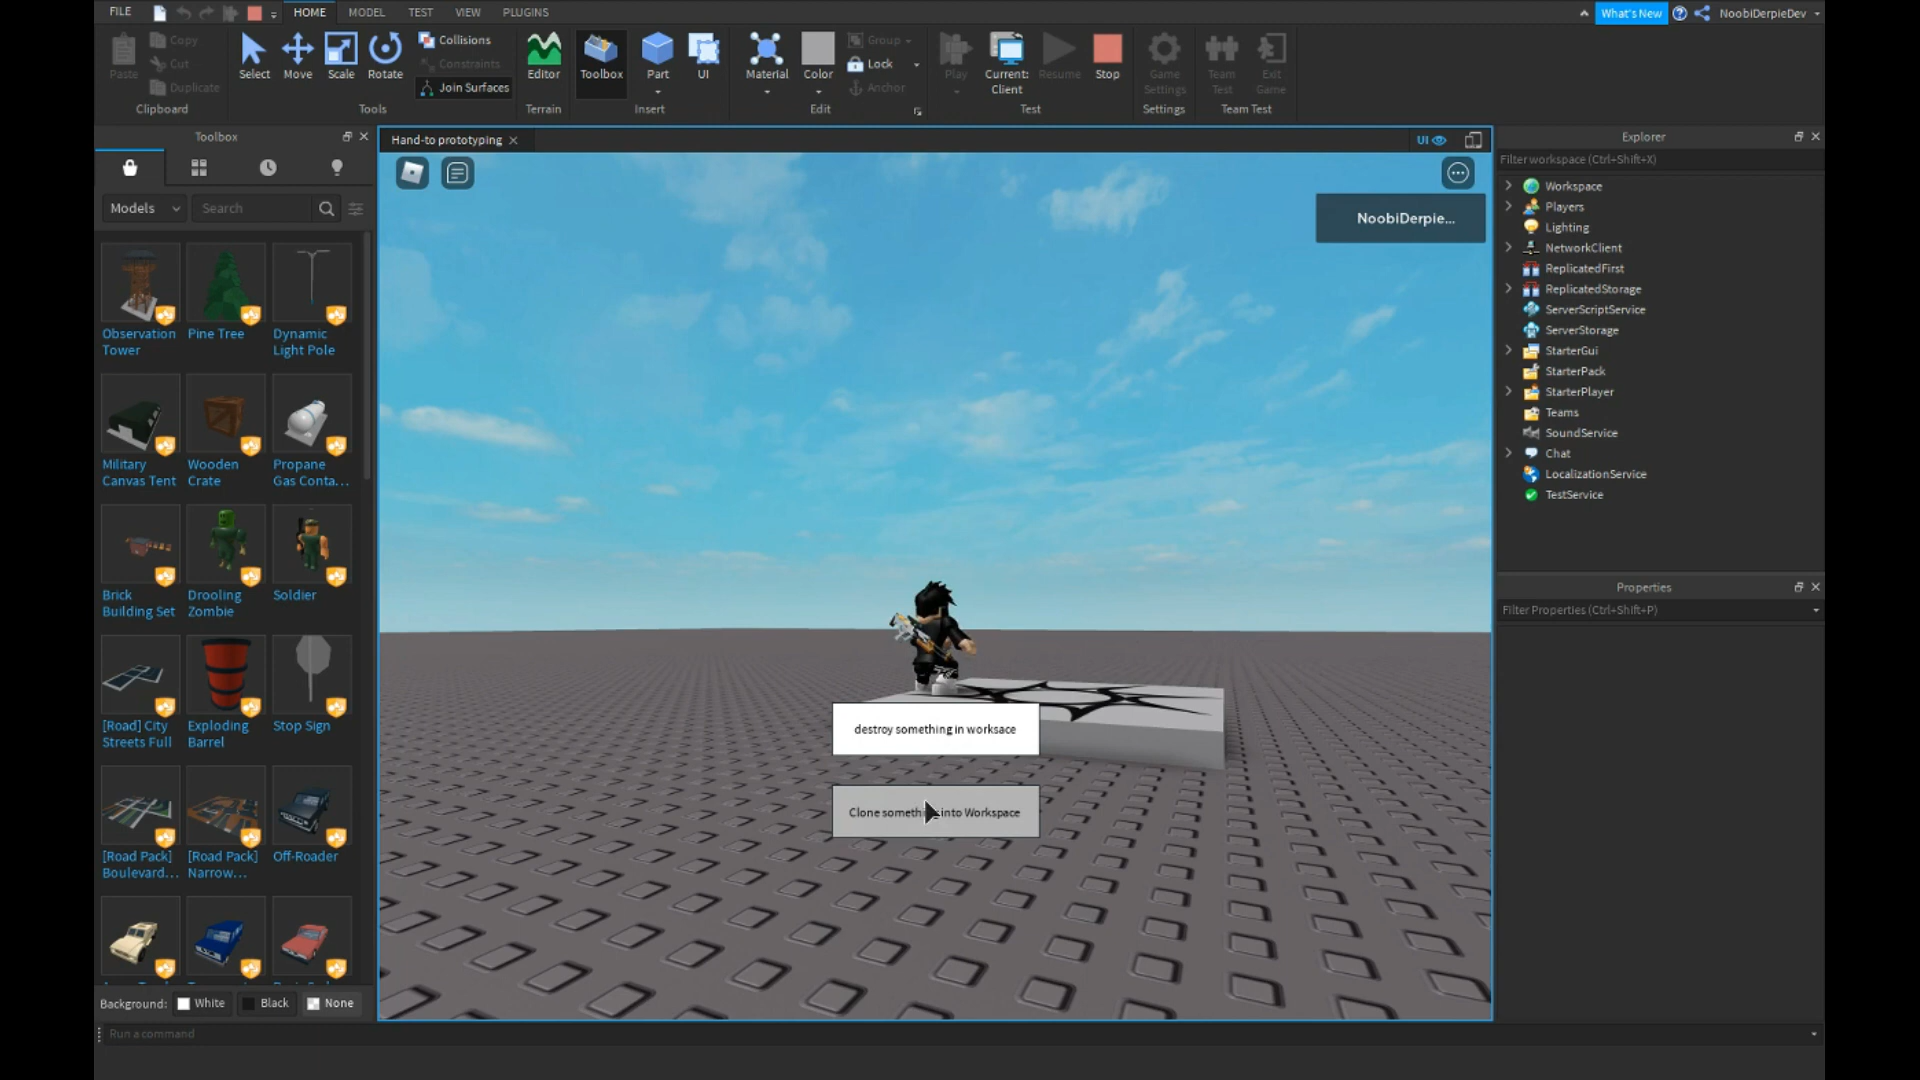 FILE HOME MODEL TEST VIEW PLUGINS What's New NoobiDerpieDev
Paste
Copy
Cut
Duplicate
Clipboard
Select
Move
Scale
Rotate
Collisions
Constraints
Join Surfaces
Tools
Editor
Terrain
Toolbox
Part
UI
Insert
Material
Color
Group
Lock
Anchor
Edit
Play
Current:
Client
Resume
Stop
Test
Game
Settings
Settings
Team
Test
Exit
Game
Team Test
Toolbox
Models
Search
Observation
Tower
Pine Tree
Dynamic
Light Pole
Military
Canvas Tent
Wooden
Crate
Propane
Gas Conta...
Brick
Building Set
Drooling
Zombie
Soldier
[Road] City
Streets Full
Exploding
Barrel
Stop Sign
[Road Pack]
Boulevard...
[Road Pack]
Narrow...
Off-Roader
Background: White Black None
Run a command
Hand-to prototyping
UI
NoobiDerpie...
destroy something in worksace
Clone someth into Workspace
Explorer
Filter workspace (Ctrl+Shift+X)
Workspace
Players
Lighting
NetworkClient
ReplicatedFirst
ReplicatedStorage
ServerScriptService
ServerStorage
StarterGui
StarterPack
StarterPlayer
Teams
SoundService
Chat
LocalizationService
TestService
Properties
Filter Properties (Ctrl+Shift+P)